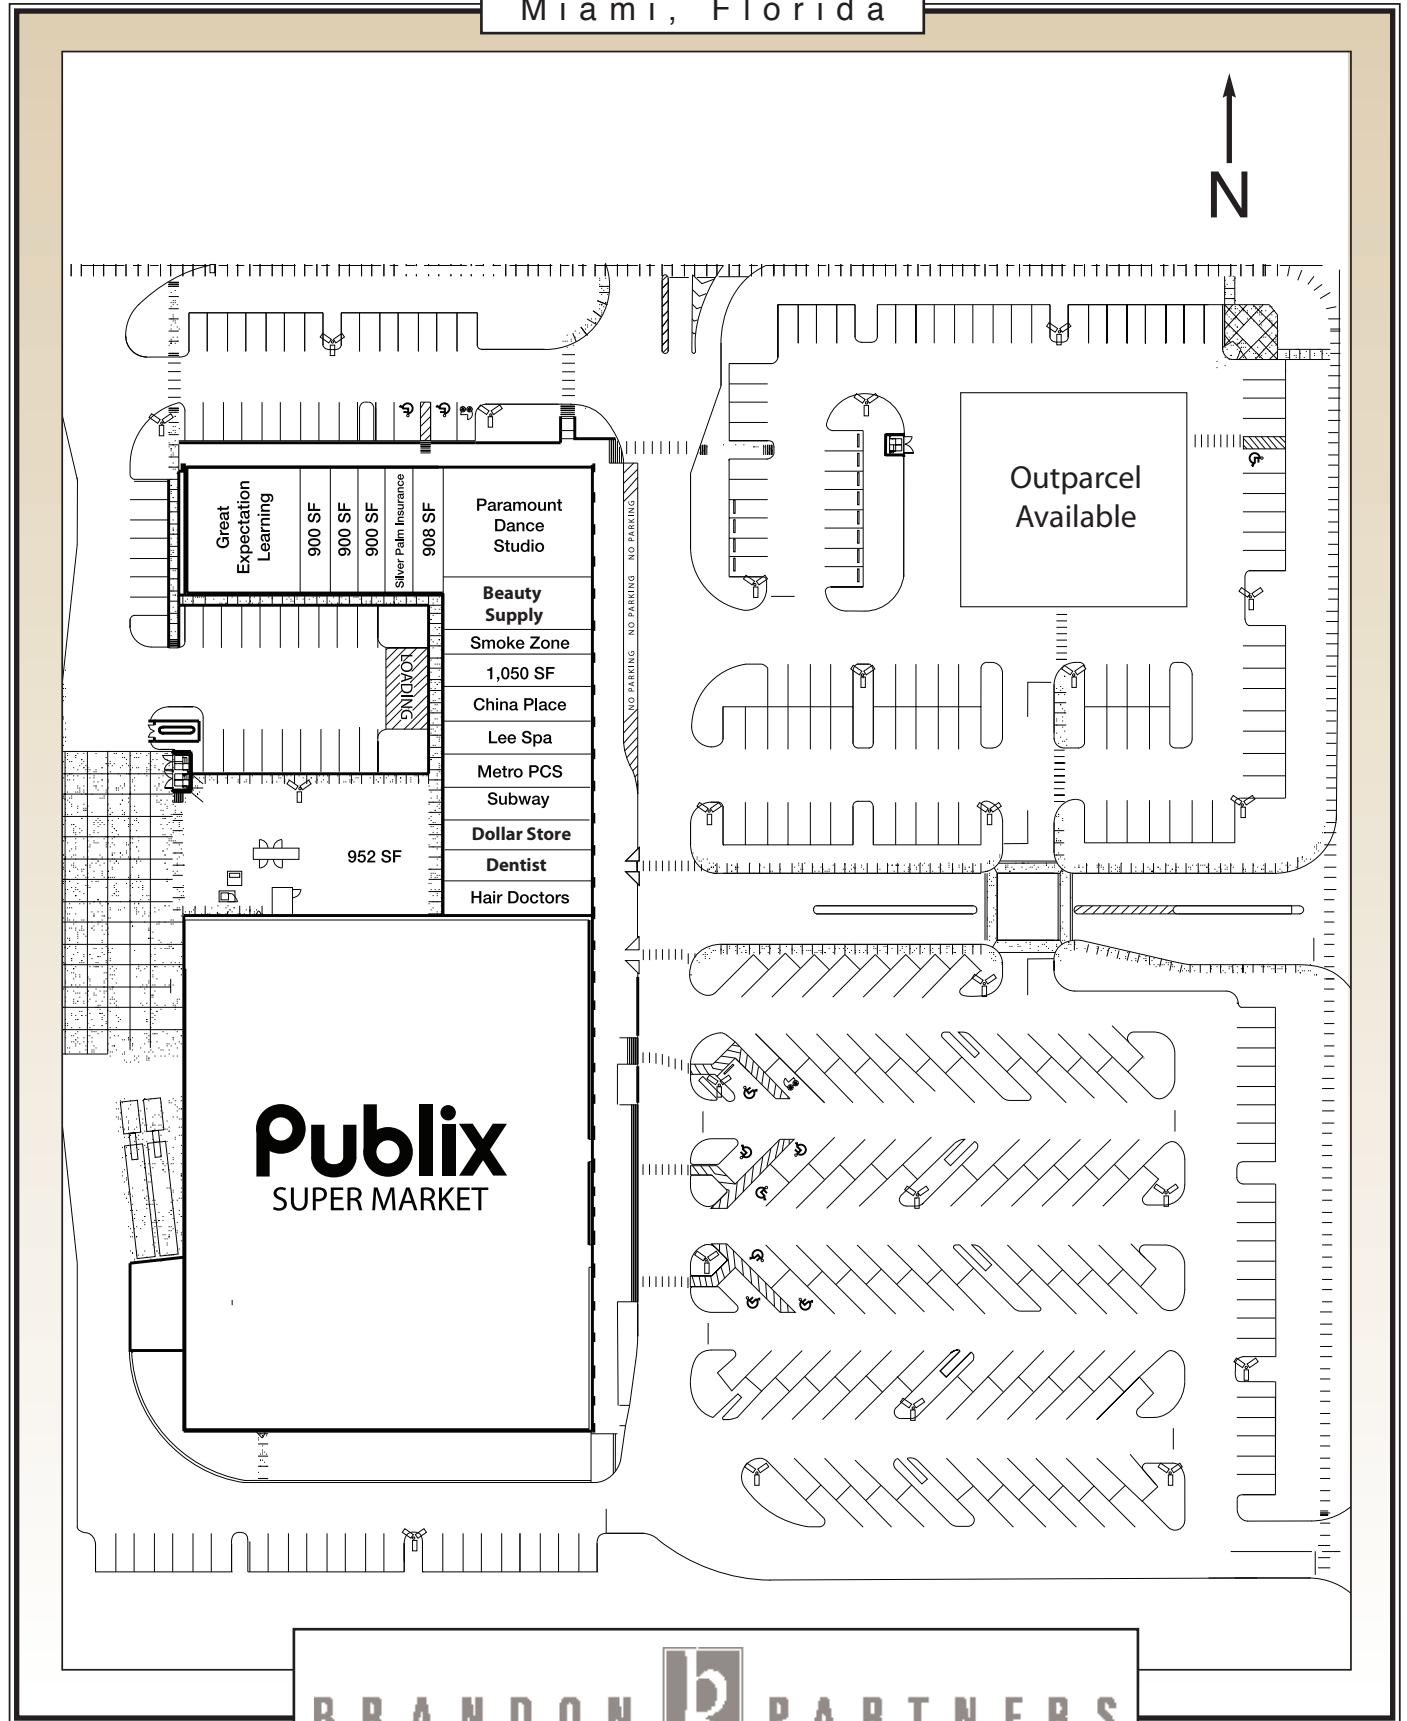 Miami, Florida
N
Great
Expectation
Learning
900 SF
900 SF
900 SF
Silver Palm Insurance
908 SF
Paramount
Dance
Studio
Beauty
Supply
Smoke Zone
1,050 SF
China Place
Lee Spa
Metro PCS
Subway
Dollar Store
Dentist
Hair Doctors
NO PARKING
NO PARKING
NO PARKING
LOADING
952 SF
Outparcel
Available
Publix
SUPER MARKET
BRANDON b PARTNERS